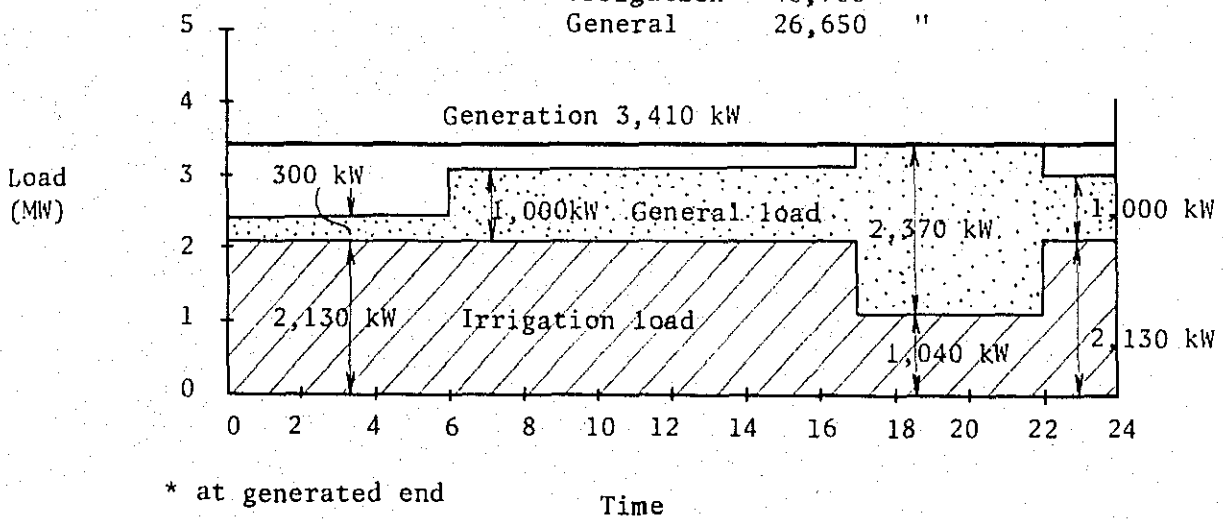 General 26,650 "
5
4
Generation 3,410 kW
Load
(MW)
3
300 kW
1,000kW General load
2,370 kW
1,000 kW
2
2,130 kW
Irrigation load
1
1,040 kW
2,130 kW
0
0 2 4 6 8 10 12 14 16 18 20 22 24
* at generated end
Time